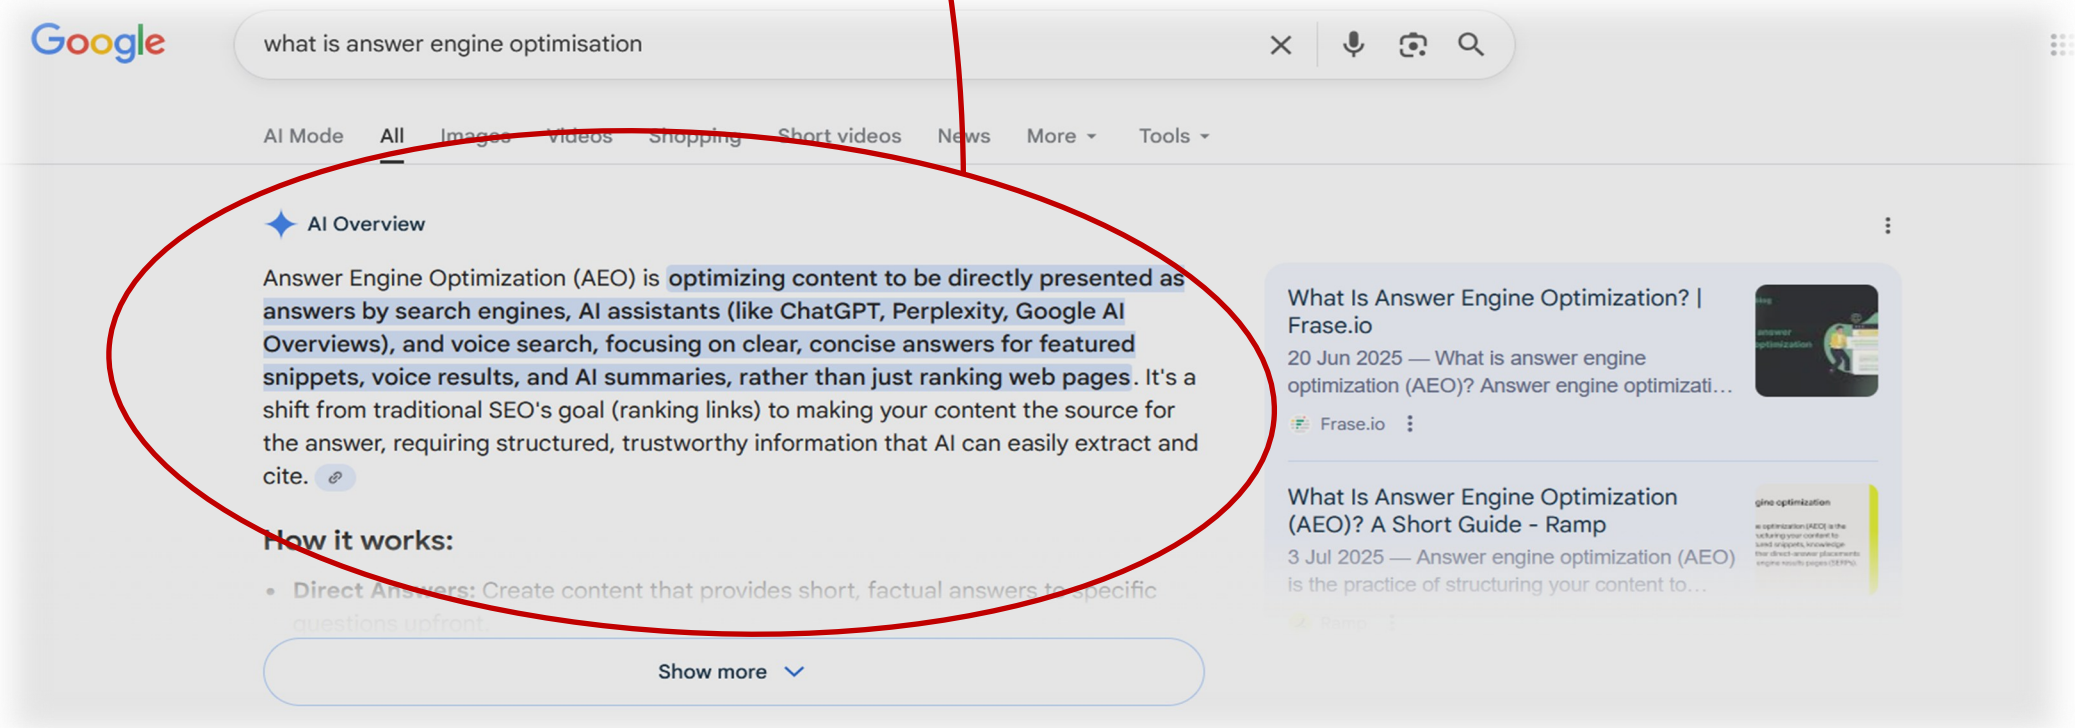 Google
what is answer engine optimisation
AI Mode All Images Videos Shopping Short videos News More Tools
AI Overview
Answer Engine Optimization (AEO) is optimizing content to be directly presented as
answers by search engines, AI assistants (like ChatGPT, Perplexity, Google AI
Overviews), and voice search, focusing on clear, concise answers for featured
snippets, voice results, and AI summaries, rather than just ranking web pages. It's a
shift from traditional SEO's goal (ranking links) to making your content the source for
the answer, requiring structured, trustworthy information that AI can easily extract and
cite.
How it works:
• Direct Answers: Create content that provides short, factual answers to specific
questions upfront.
Show more
What Is Answer Engine Optimization? |
Frase.io
20 Jun 2025 — What is answer engine
optimization (AEO)? Answer engine optimizati...
Frase.io
answer
optimization
What Is Answer Engine Optimization
(AEO)? A Short Guide - Ramp
3 Jul 2025 — Answer engine optimization (AEO)
is the practice of structuring your content to...
Ramp
gine optimization